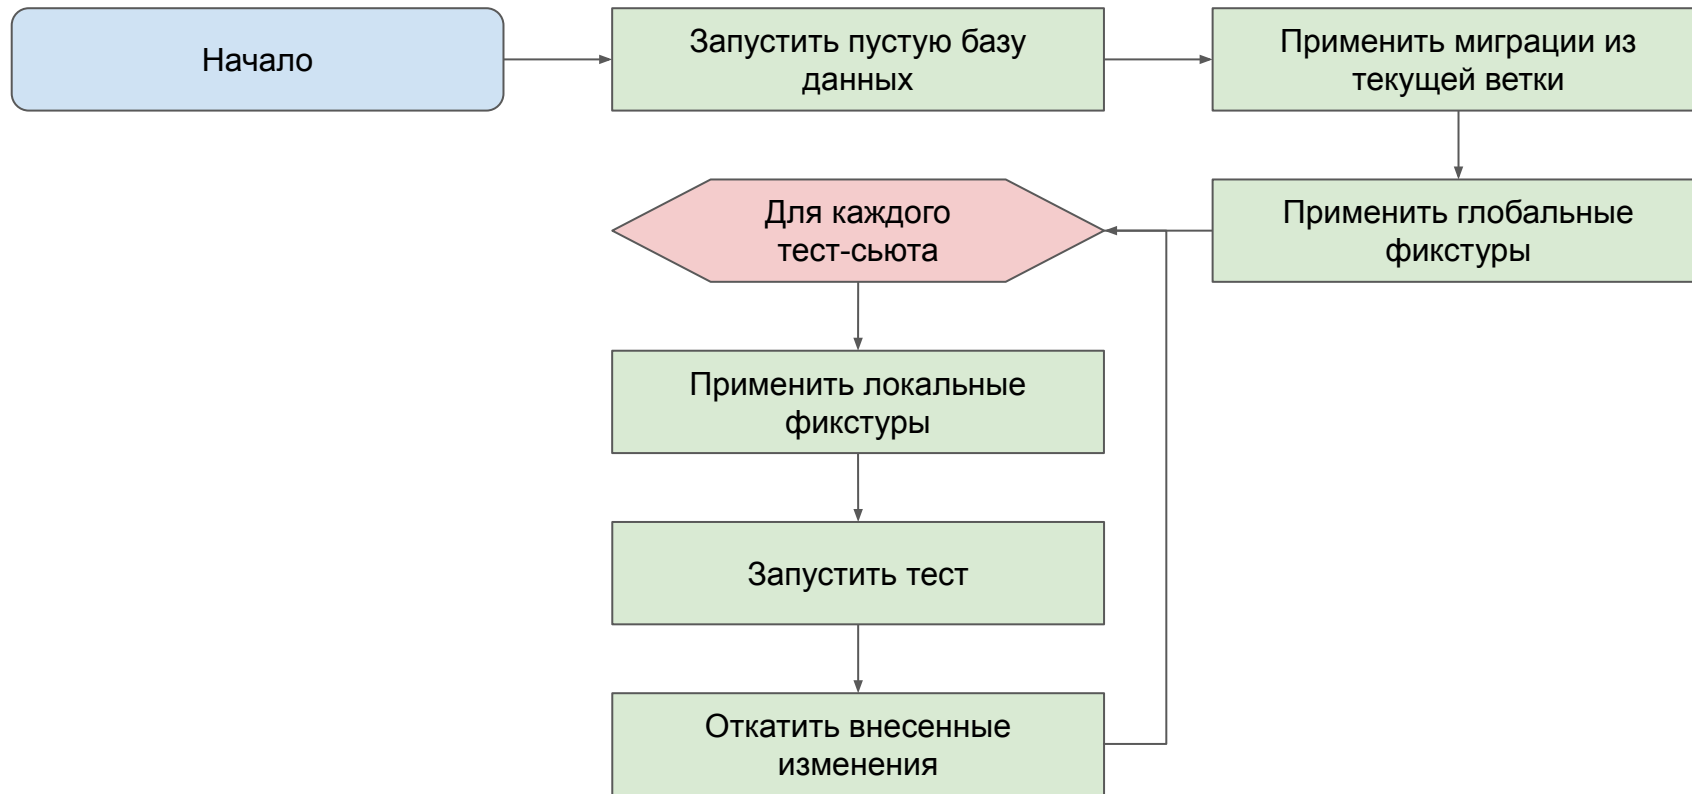 Начало
Запустить пустую базу
данных
Применить миграции из
текущей ветки
Применить глобальные
фикстуры
Для каждого
тест-сьюта
Применить локальные
фикстуры
Запустить тест
Откатить внесенные
изменения